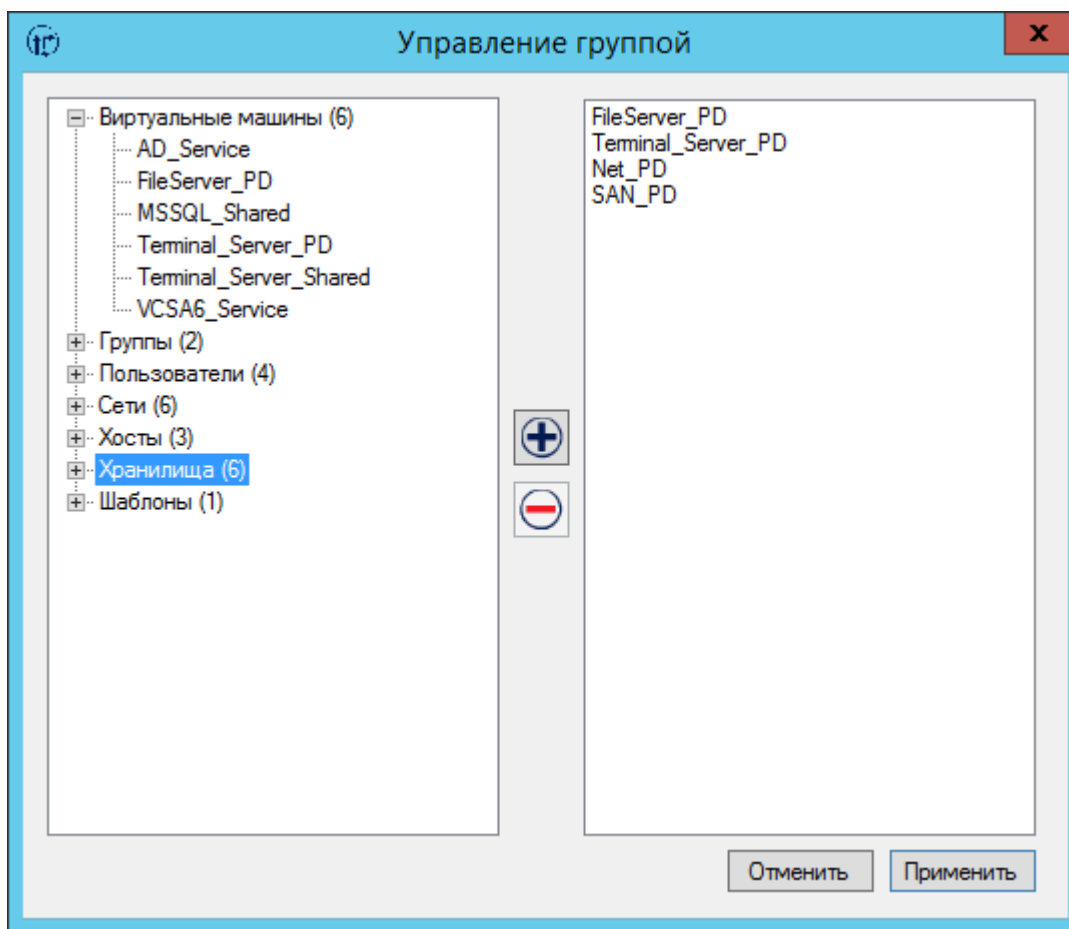 Управление группой
x
Виртуальные машины (6)
AD_Service
FileServer_PD
MSSQL_Shared
Terminal_Server_PD
Terminal_Server_Shared
VCSA6_Service
Группы (2)
Пользователи (4)
Сети (6)
Хосты (3)
Хранилища (6)
Шаблоны (1)
FileServer_PD
Terminal_Server_PD
Net_PD
SAN_PD
Отменить
Применить